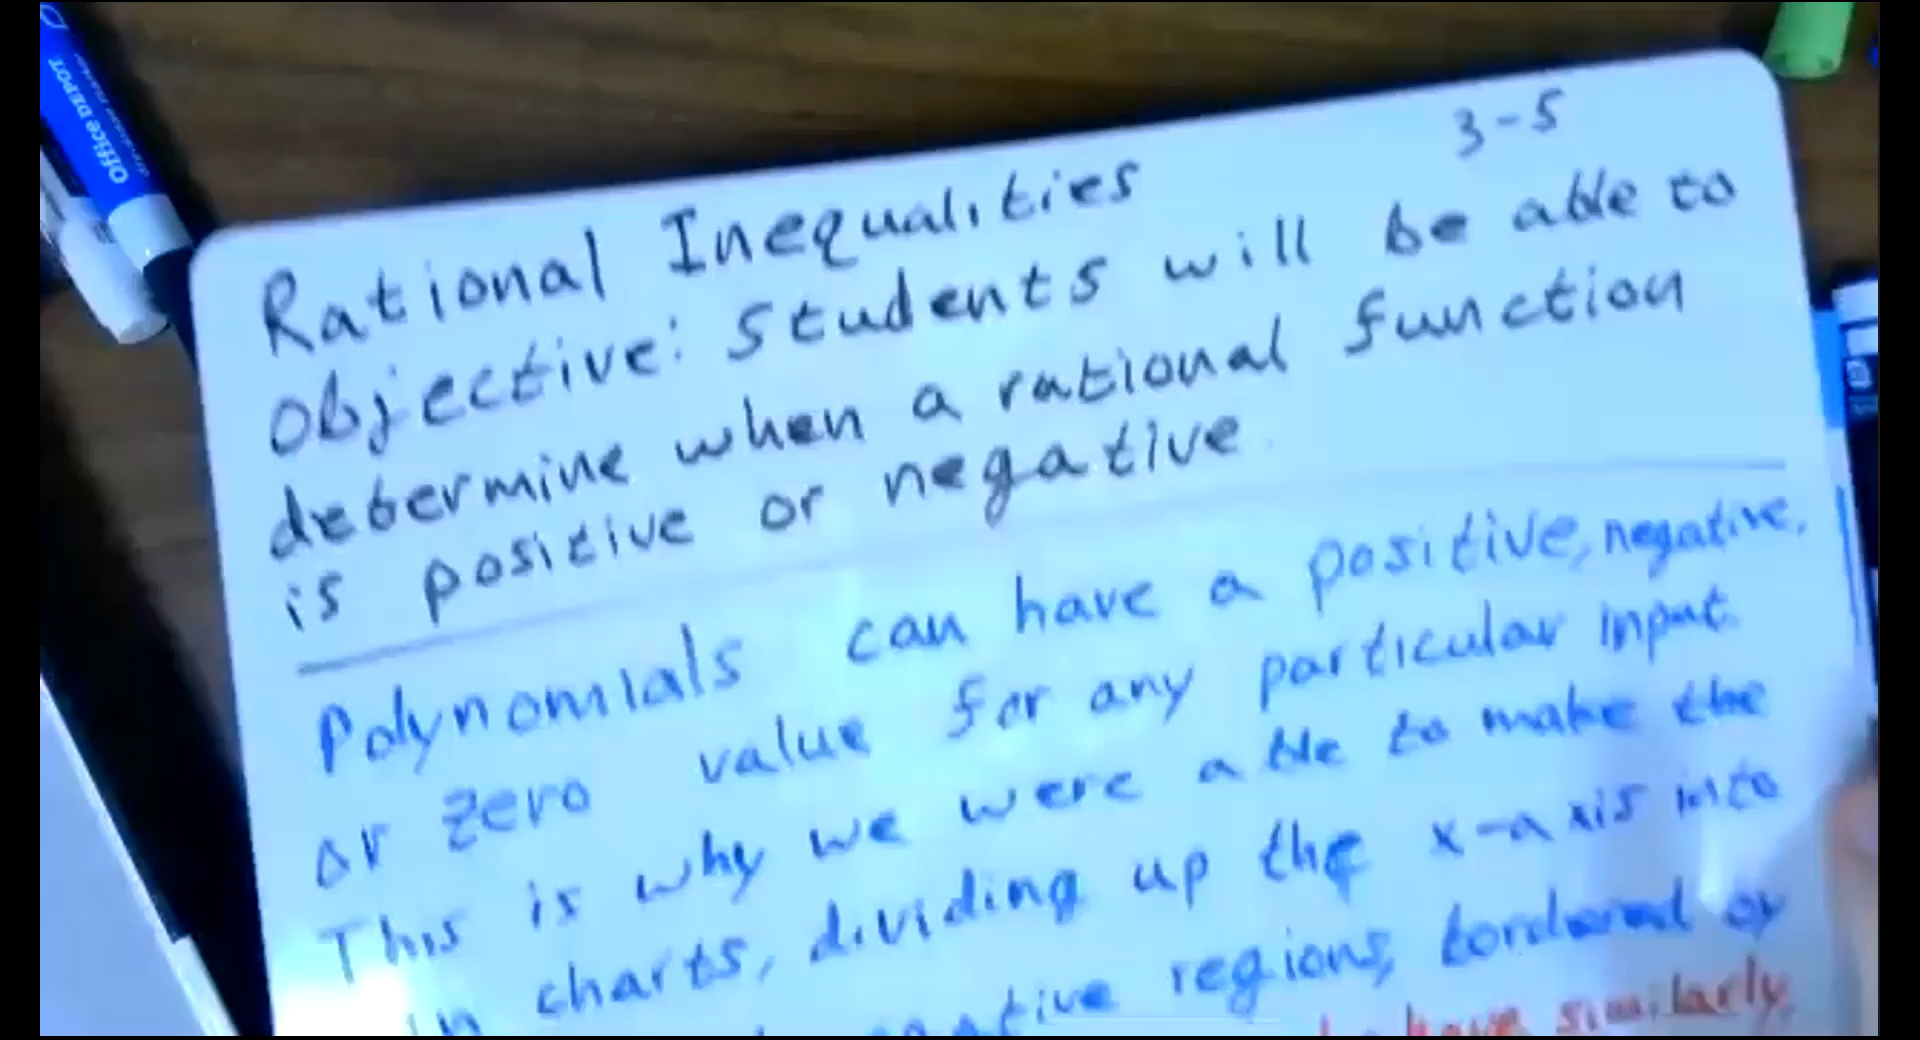 3-5
Rational Inequalities
Objective: Students will be able to
determine when a rational function
is positive or negative
Polynomials can have a positive, negative,
or zero value for any particular input.
This is why we were able to make the
charts, dividing up the x-axis into
regions,
similarly,
Office DEPOT